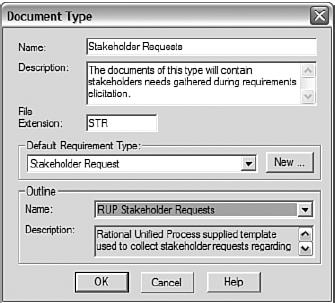 Document Type
Name:
Stakeholder Requests
Description:
The documents of this type will contain
stakeholders needs gathered during requirements
elicitation.
File
Extension:
STR
Default Requirement Type:
Stakeholder Request
New ...
Outline
Name:
RUP Stakeholder Requests
Description:
Rational Unified Process supplied template
used to collect stakeholder requests regarding
OK
Cancel
Help